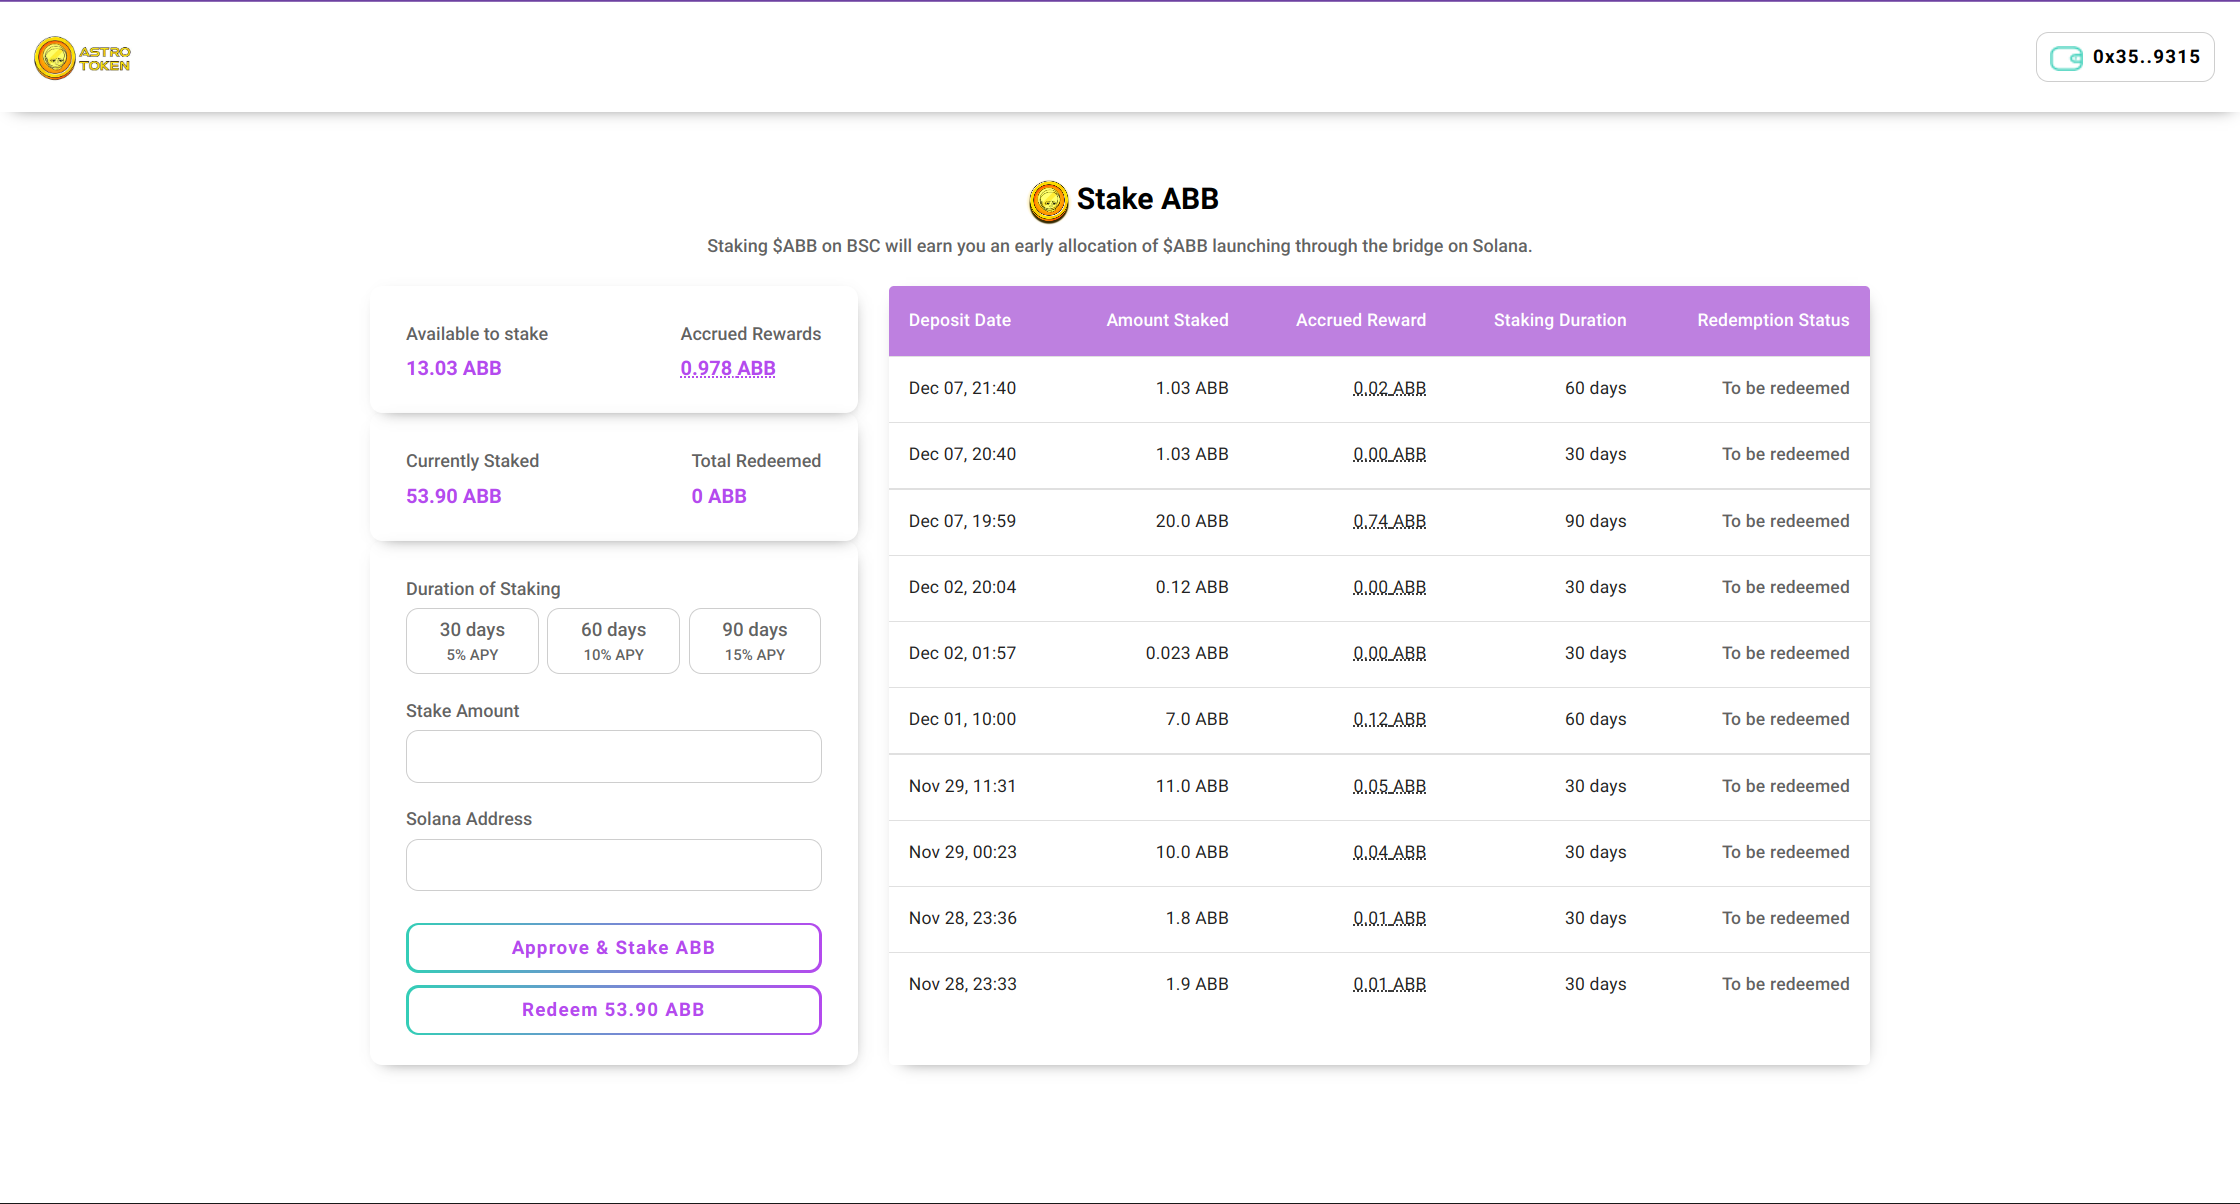 ASTRO
TOKEN
0x35..9315
Stake ABB
Staking $ABB on BSC will earn you an early allocation of $ABB launching through the bridge on Solana.
Available to stake
13.03 ABB
Accrued Rewards
0.978 ABB
Currently Staked
53.90 ABB
Total Redeemed
0 ABB
Duration of Staking
30 days
5% APY
60 days
10% APY
90 days
15% APY
Stake Amount
Solana Address
Approve & Stake ABB
Redeem 53.90 ABB
Deposit Date Amount Staked Accrued Reward Staking Duration Redemption Status
Dec 07, 21:40 1.03 ABB 0.02 ABB 60 days To be redeemed
Dec 07, 20:40 1.03 ABB 0.00 ABB 30 days To be redeemed
Dec 07, 19:59 20.0 ABB 0.74 ABB 90 days To be redeemed
Dec 02, 20:04 0.12 ABB 0.00 ABB 30 days To be redeemed
Dec 02, 01:57 0.023 ABB 0.00 ABB 30 days To be redeemed
Dec 01, 10:00 7.0 ABB 0.12 ABB 60 days To be redeemed
Nov 29, 11:31 11.0 ABB 0.05 ABB 30 days To be redeemed
Nov 29, 00:23 10.0 ABB 0.04 ABB 30 days To be redeemed
Nov 28, 23:36 1.8 ABB 0.01 ABB 30 days To be redeemed
Nov 28, 23:33 1.9 ABB 0.01 ABB 30 days To be redeemed